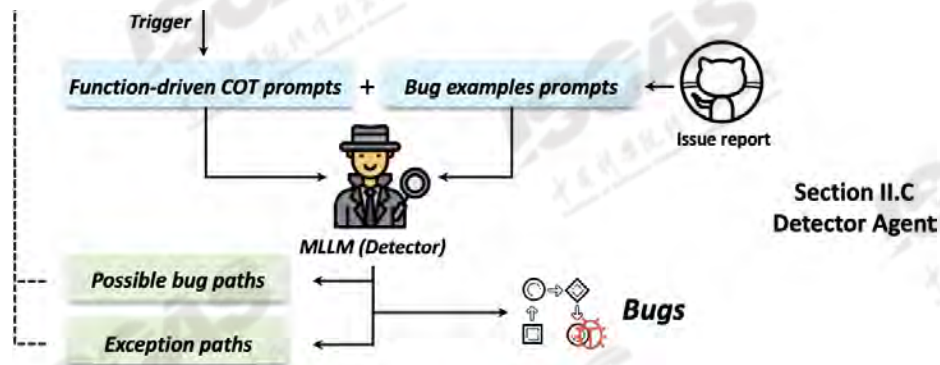 Trigger
Function-driven COT prompts + Bug examples prompts
Issue report
MLLM (Detector)
Section II.C
Detector Agent
Possible bug paths
Bugs
Exception paths
ISCAS